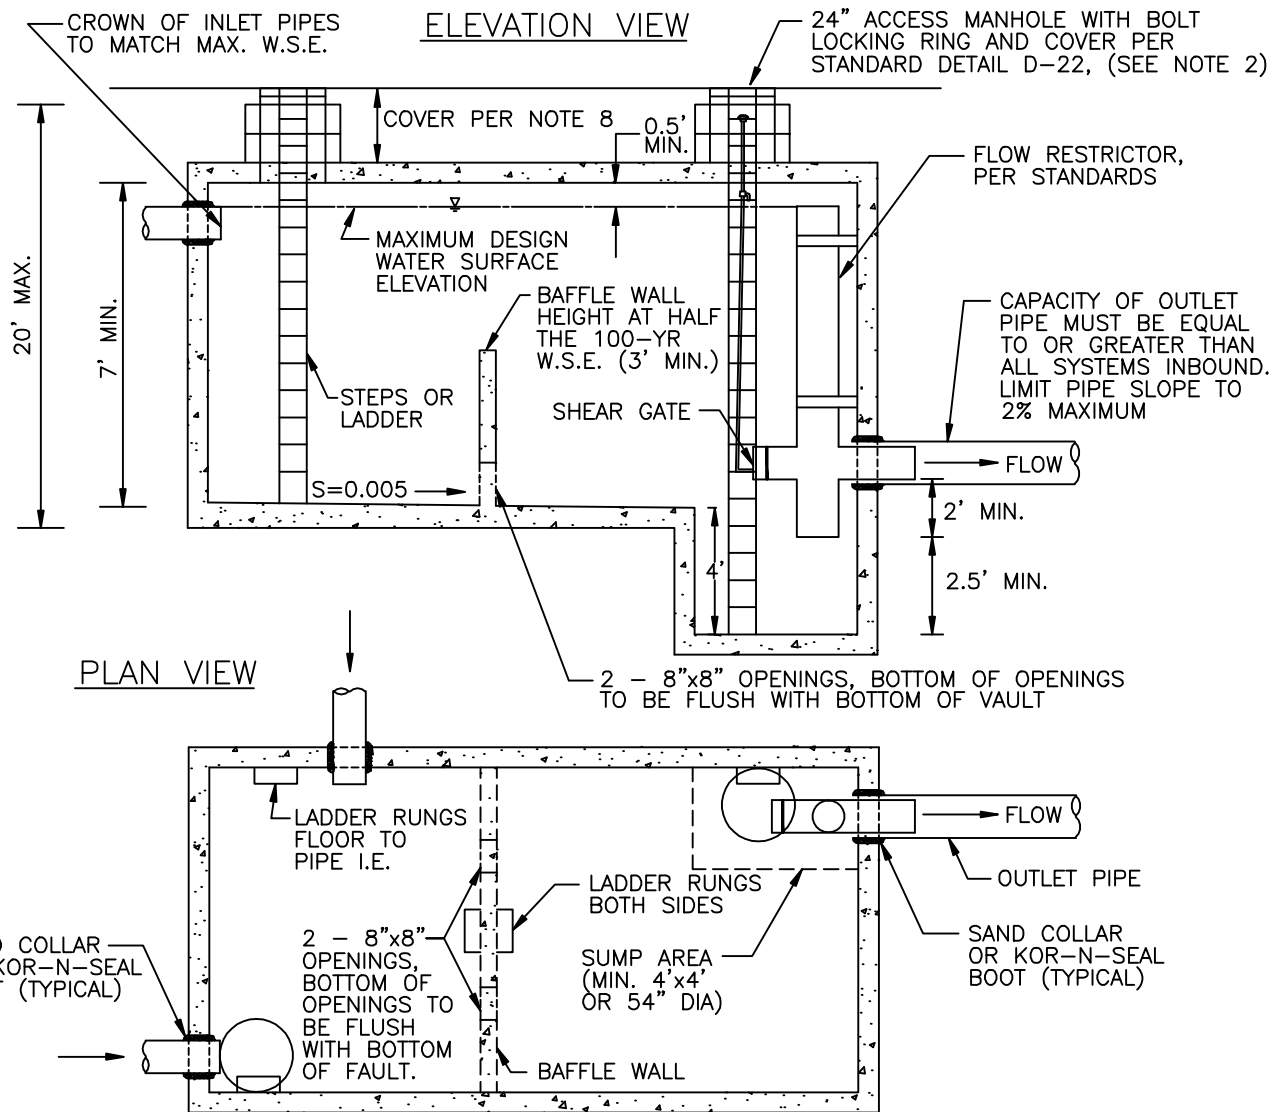 ELEVATION VIEW
CROWN OF INLET PIPES
TO MATCH MAX. W.S.E.
24" ACCESS MANHOLE WITH BOLT
LOCKING RING AND COVER PER
STANDARD DETAIL D-22, (SEE NOTE 2)
COVER PER NOTE 8
0.5'
MIN.
FLOW RESTRICTOR,
PER STANDARDS
20' MAX.
7' MIN.
MAXIMUM DESIGN
WATER SURFACE
ELEVATION
BAFFLE WALL
HEIGHT AT HALF
THE 100-YR
W.S.E. (3' MIN.)
CAPACITY OF OUTLET
PIPE MUST BE EQUAL
TO OR GREATER THAN
ALL SYSTEMS INBOUND.
LIMIT PIPE SLOPE TO
2% MAXIMUM
STEPS OR
LADDER
SHEAR GATE
FLOW
S=0.005
2' MIN.
4'
2.5' MIN.
2 - 8"x8" OPENINGS, BOTTOM OF OPENINGS
TO BE FLUSH WITH BOTTOM OF VAULT
PLAN VIEW
LADDER RUNGS
FLOOR TO
PIPE I.E.
FLOW
OUTLET PIPE
LADDER RUNGS
BOTH SIDES
2 - 8"x8"
OPENINGS,
BOTTOM OF
OPENINGS TO
BE FLUSH
WITH BOTTOM
OF FAULT.
SUMP AREA
(MIN. 4'x4'
OR 54" DIA)
SAND COLLAR
OR KOR-N-SEAL
BOOT (TYPICAL)
COLLAR
KOR-N-SEAL
(TYPICAL)
BAFFLE WALL